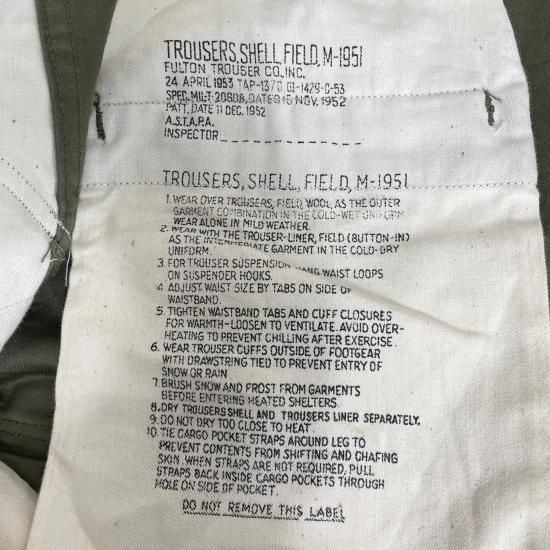 TROUSERS, SHELL, FIELD, M-1951
FULTON TROUSER CO., INC.
24 APRIL 1953 TAP-1370 OI-1429-O-53
SPEC. MIL-T-20808, DATED 15 NOV. 1952
PATT. DATE 11 DEC. 1952
A.S.T.A.P.A.
INSPECTOR
TROUSERS, SHELL, FIELD, M-1951
1. WEAR OVER TROUSERS, FIELD, WOOL, AS THE OUTER
GARMENT COMBINATION IN THE COLD-WET UNIFORM
WEAR ALONE IN MILD WEATHER.
2. WEAR WITH THE TROUSER-LINER, FIELD (BUTTON-IN)
AS THE INTERMEDIATE GARMENT IN THE COLD-DRY
UNIFORM.
3. FOR TROUSER SUSPENSION HANG WAIST LOOPS
ON SUSPENDER HOOKS.
4. ADJUST WAIST SIZE BY TABS ON SIDE OF
WAISTBAND.
5. TIGHTEN WAISTBAND TABS AND CUFF CLOSURES
FOR WARMTH-LOOSEN TO VENTILATE. AVOID OVER-
HEATING TO PREVENT CHILLING AFTER EXERCISE.
6. WEAR TROUSER CUFFS OUTSIDE OF FOOTGEAR
WITH DRAWSTRING TIED TO PREVENT ENTRY OF
SNOW OR RAIN
7. BRUSH SNOW AND FROST FROM GARMENTS
BEFORE ENTERING HEATED SHELTERS.
8. DRY TROUSERS SHELL AND TROUSERS LINER SEPARATELY.
9. DO NOT DRY TOO CLOSE TO HEAT.
10. TIE CARGO POCKET STRAPS AROUND LEG TO
PREVENT CONTENTS FROM SHIFTING AND CHAFING
SKIN. WHEN STRAPS ARE NOT REQUIRED, PULL
STRAPS BACK INSIDE CARGO POCKETS THROUGH
HOLE ON SIDE OF POCKET.
DO NOT REMOVE THIS LABEL